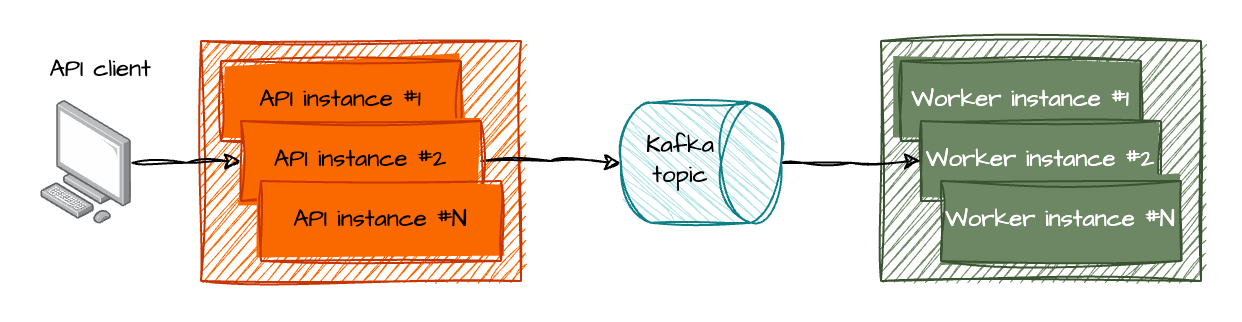 API client
API instance #1
API instance #2
API instance #N
Kafka
topic
Worker instance #1
Worker instance #2
Worker instance #N